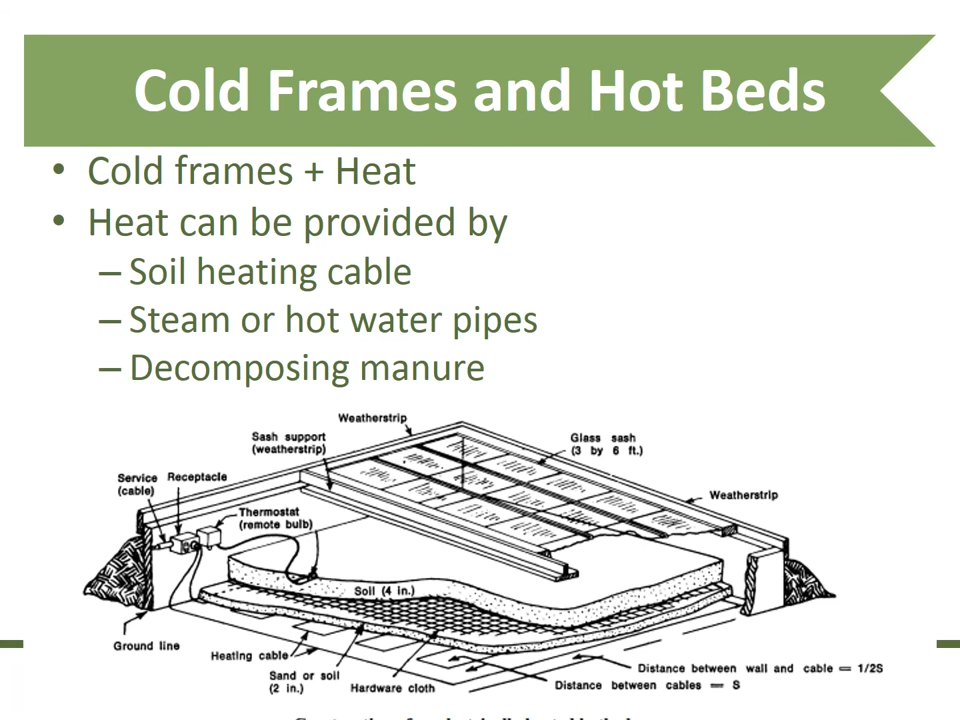 Cold Frames and Hot Beds
• Cold frames + Heat
• Heat can be provided by
– Soil heating cable
– Steam or hot water pipes
– Decomposing manure
Weatherstrip
Sash support
(weatherstrip)
Glass sash
(3 by 6 ft.)
Service
(cable)
Receptacle
Weatherstrip
Thermostat
(remote bulb)
Soil (4 in.)
Ground line
Heating cable
Sand or soil
(2 in.)
Hardware cloth
Distance between wall and cable = 1/2S
Distance between cables = S